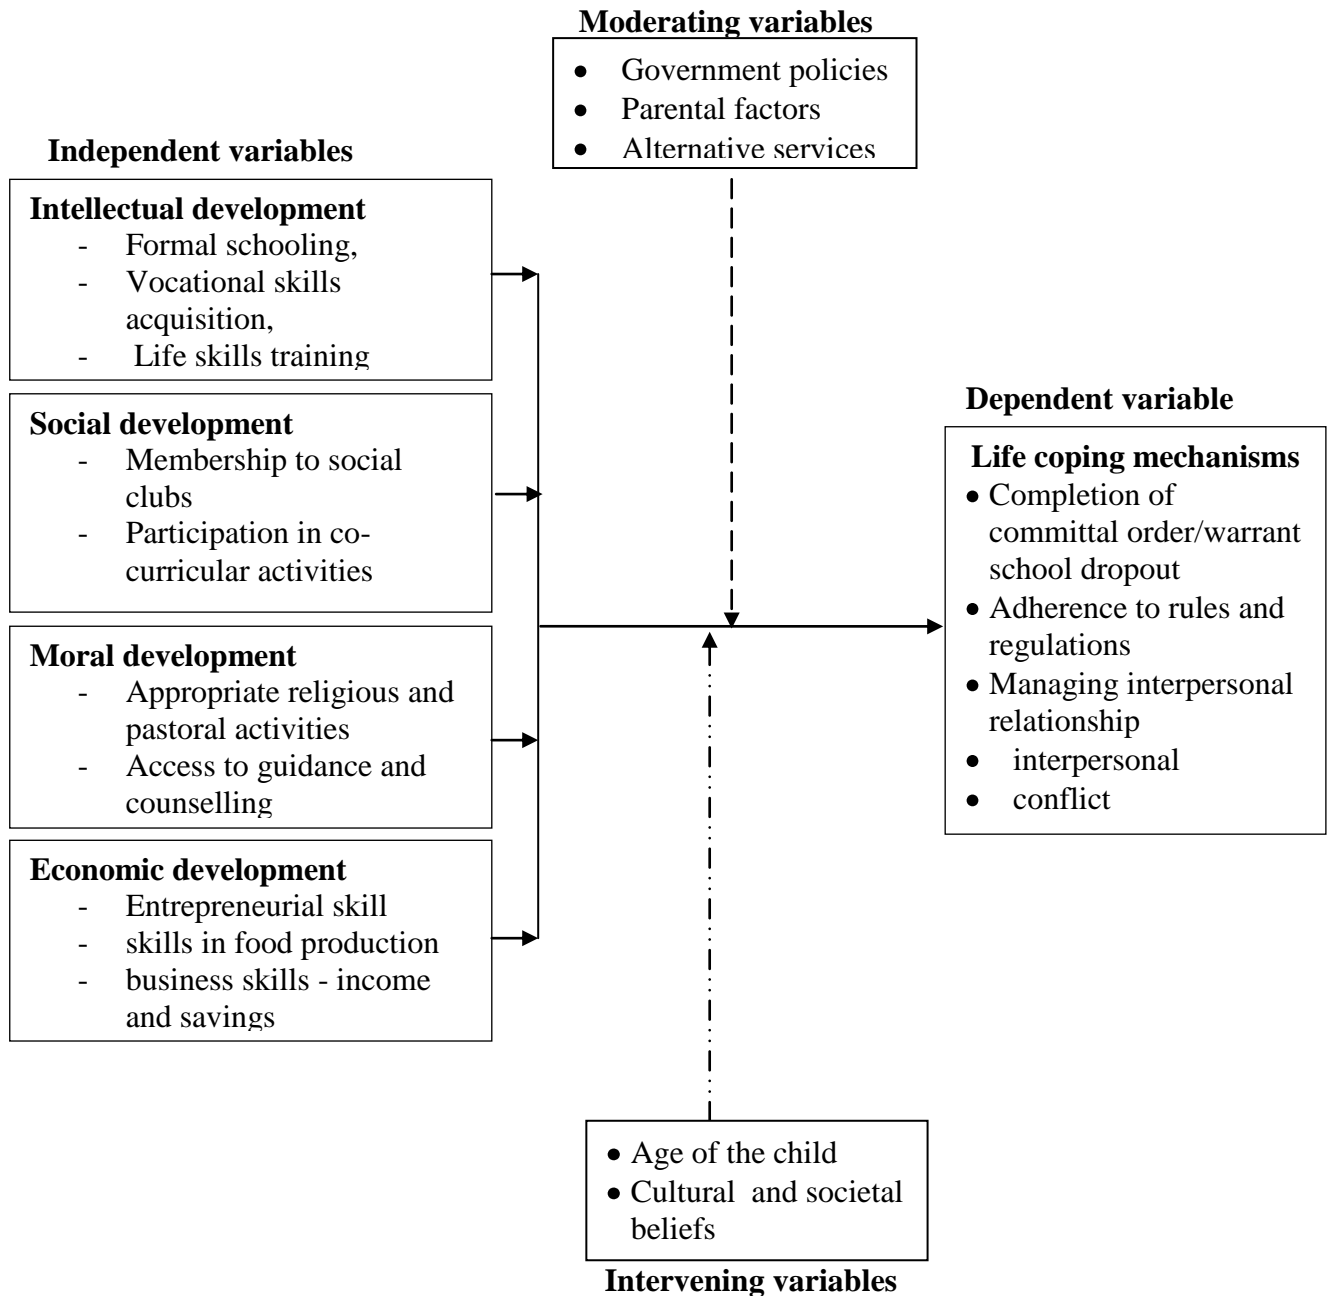 Moderating variables
• Government policies
• Parental factors
• Alternative services
Independent variables
Intellectual development
- Formal schooling,
- Vocational skills
acquisition,
- Life skills training
Social development
- Membership to social
clubs
- Participation in co-
curricular activities
Moral development
- Appropriate religious and
pastoral activities
- Access to guidance and
counselling
Economic development
- Entrepreneurial skill
- skills in food production
- business skills - income
and savings
Dependent variable
Life coping mechanisms
• Completion of
committal order/warrant
school dropout
• Adherence to rules and
regulations
• Managing interpersonal
relationship
• interpersonal
• conflict
• Age of the child
• Cultural and societal
beliefs
Intervening variables